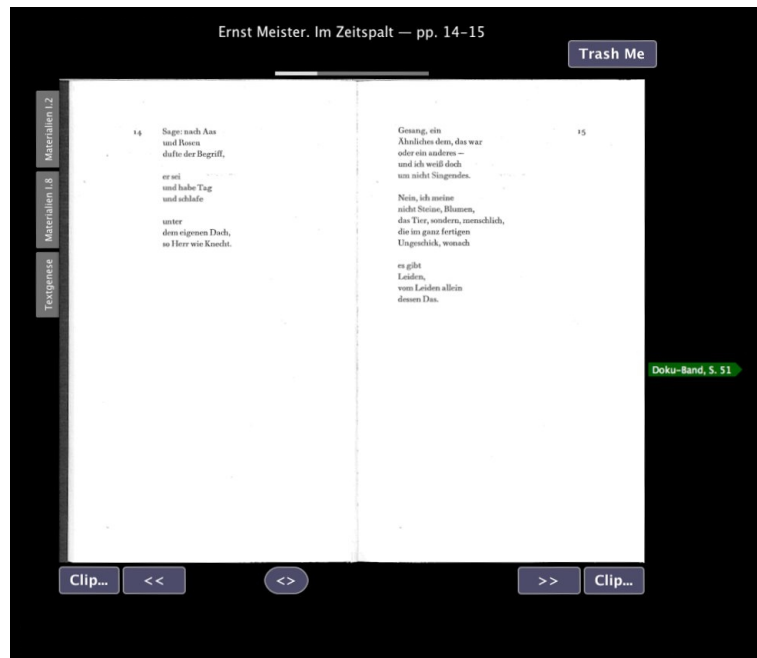 Ernst Meister. Im Zeitspalt — pp. 14–15
Trash Me
Materialien I.2
Materialien I.8
Textgenese
14
Sage: nach Aas
und Rosen
dufte der Begriff,
er sei
und habe Tag
und schlafe
unter
dem eigenen Dach,
so Herr wie Knecht.
15
Gesang, ein
Ähnliches dem, das war
oder ein anderes —
und ich weiß doch
um nicht Singendes.
Nein, ich meine
nicht Steine, Blumen,
das Tier, sondern, menschlich,
die im ganz fertigen
Ungeschick, wonach
es gibt
Leiden,
vom Leiden allein
dessen Das.
Doku-Band, S. 51
Clip...
<<
<>
>>
Clip...